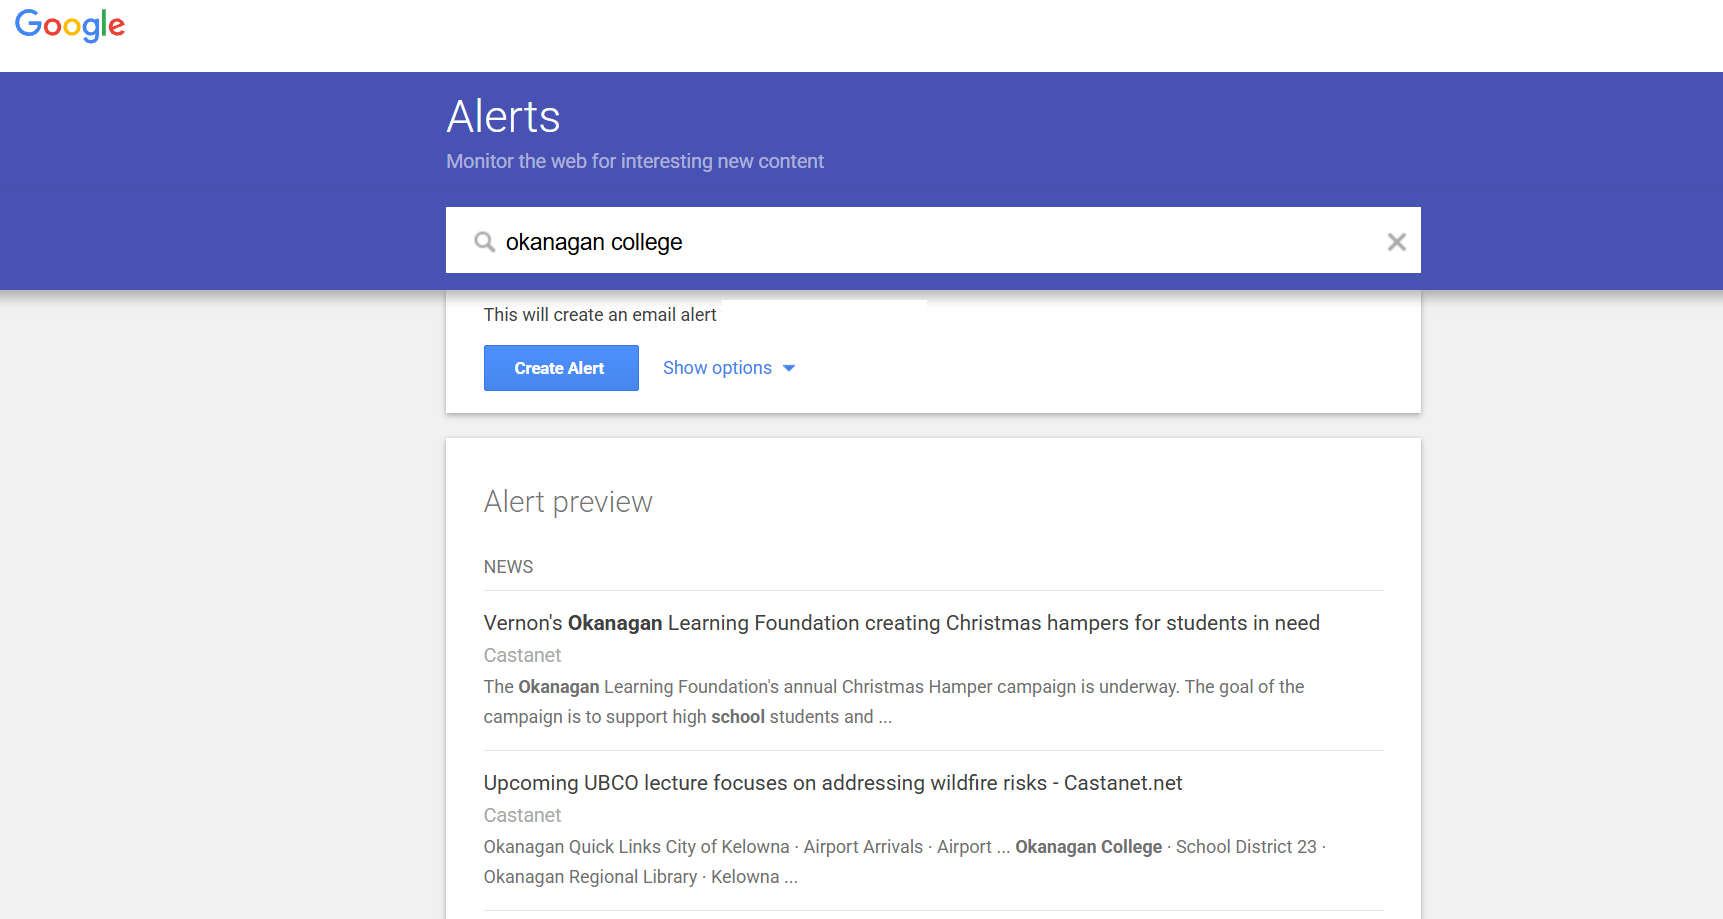 Google
Alerts
Monitor the web for interesting new content
okanagan college
This will create an email alert
Create Alert
Show options
Alert preview
NEWS
Vernon's Okanagan Learning Foundation creating Christmas hampers for students in need
Castanet
The Okanagan Learning Foundation's annual Christmas Hamper campaign is underway. The goal of the
campaign is to support high school students and ...
Upcoming UBCO lecture focuses on addressing wildfire risks - Castanet.net
Castanet
Okanagan Quick Links City of Kelowna · Airport Arrivals · Airport ... Okanagan College · School District 23 ·
Okanagan Regional Library · Kelowna ...